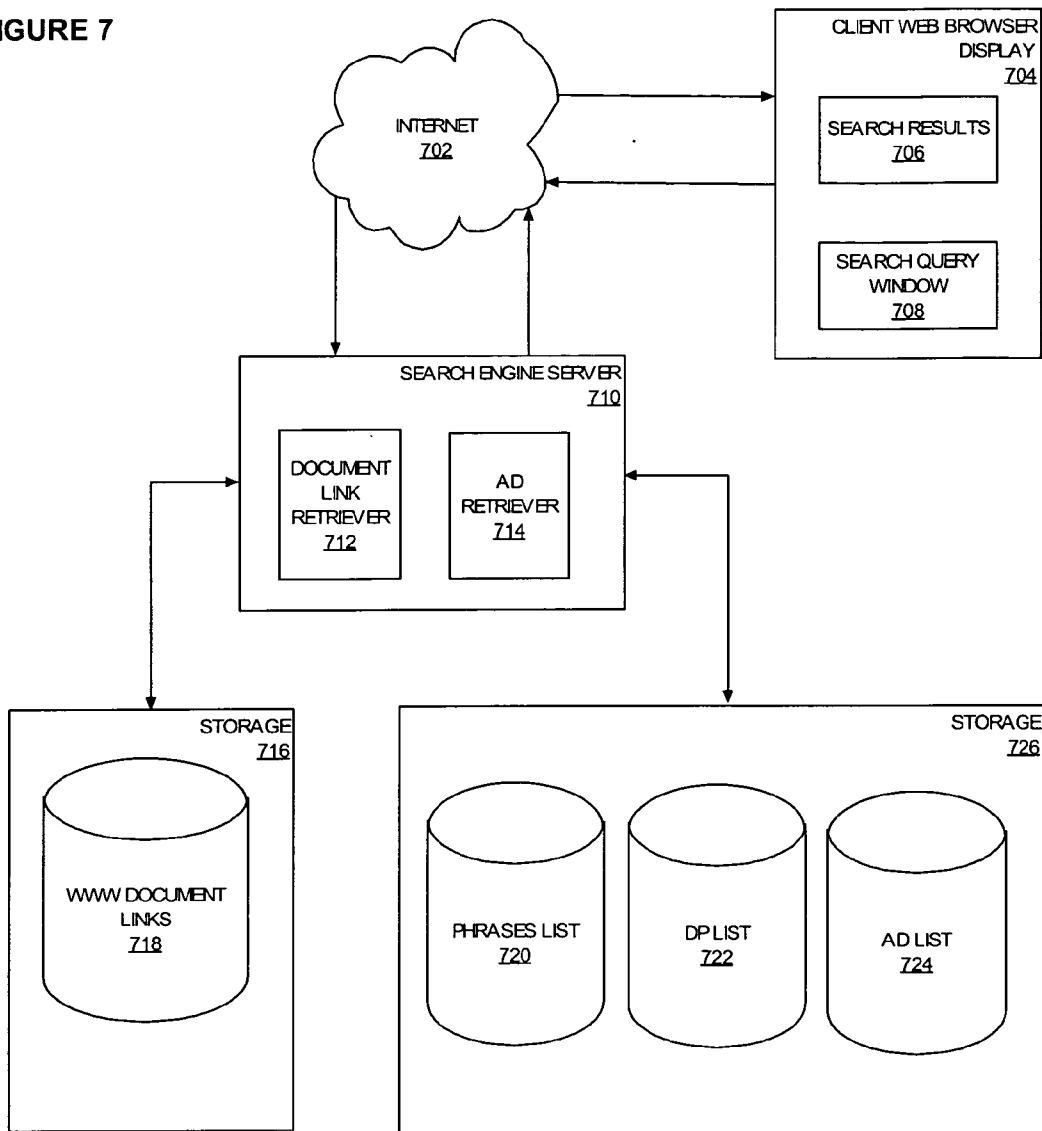 IGURE 7
CLIENT WEB BROWSER
DISPLAY
704
SEARCH RESULTS
706
SEARCH QUERY
WINDOW
708
INTERNET
702
SEARCH ENGINE SERVER
710
DOCUMENT
LINK
RETRIEVER
712
AD
RETRIEVER
714
STORAGE
716
WWW DOCUMENT
LINKS
718
STORAGE
726
PHRASES LIST
720
DP LIST
722
AD LIST
724